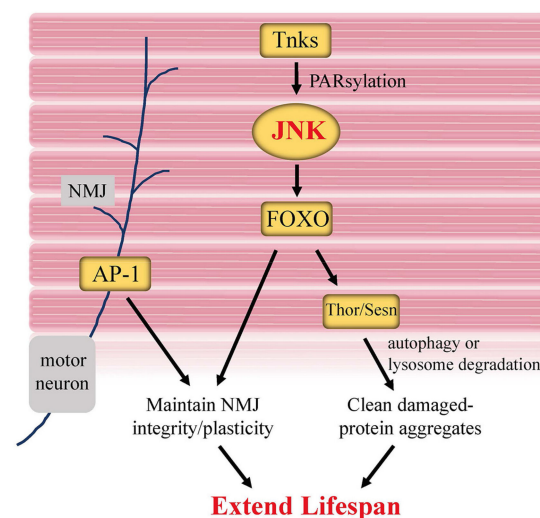 Tnks
PARsylation
JNK
NMJ
FOXO
AP-1
Thor/Sesn
motor
neuron
autophagy or
lysosome degradation
Maintain NMJ
integrity/plasticity
Clean damaged-
protein aggregates
Extend Lifespan